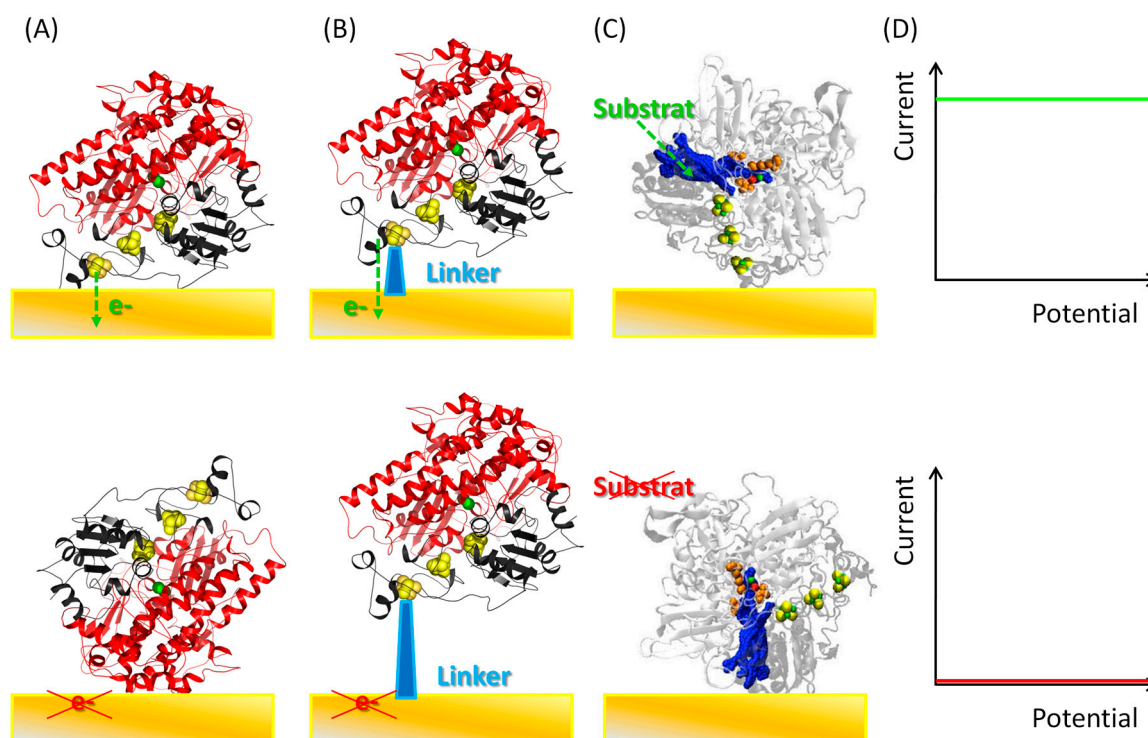 (A)
(B)
(C)
(D)
Substrat
Current
e-
Linker
e-
Potential
Substrat
Current
e-
e-
Linker
Potential